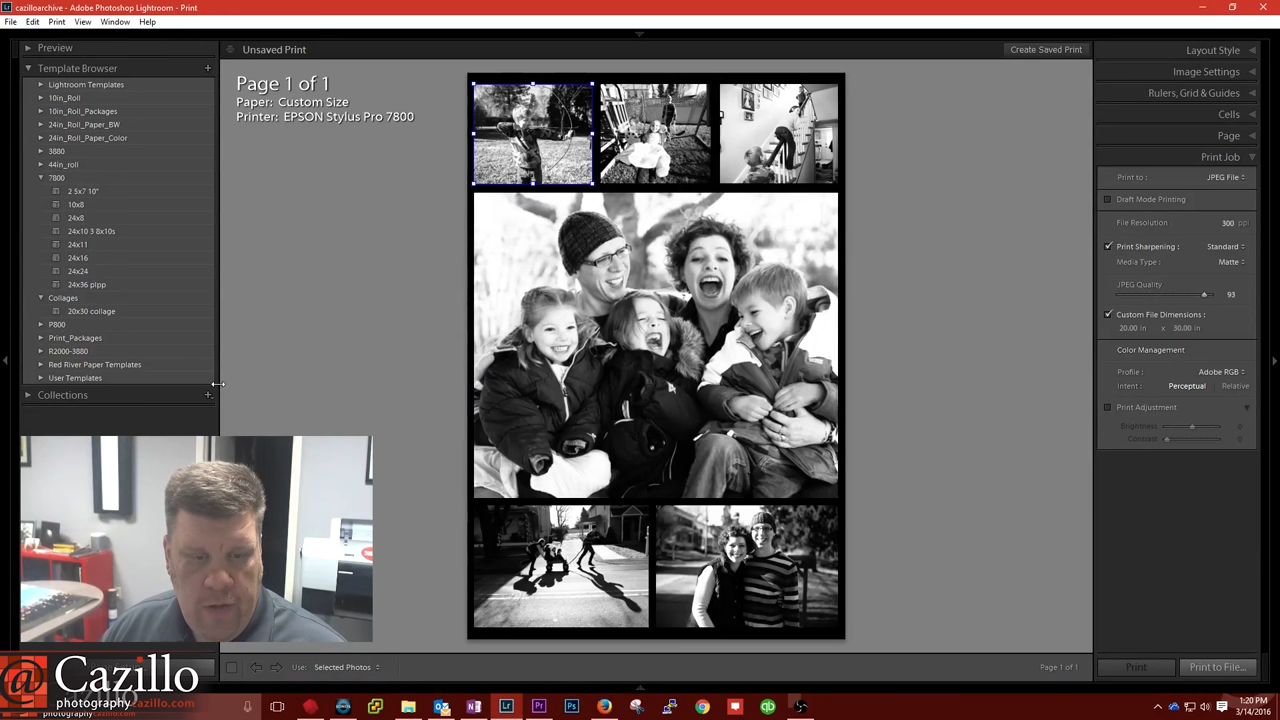 cazilloarchive - Adobe Photoshop Lightroom - Print
File Edit Print View Window Help
Preview
Template Browser
Lightroom Templates
10in_Roll
10in_Roll_Packages
24in_Roll_Paper_BW
24in_Roll_Paper_Color
3880
44in_roll
7800
2 5x7 10"
10x8
24x8
24x10 3 8x10s
24x11
24x16
24x24
24x36 plpp
Collages
20x30 collage
P800
Print_Packages
R2000-3880
Red River Paper Templates
User Templates
Collections
Unsaved Print
Create Saved Print
Page 1 of 1
Paper: Custom Size
Printer: EPSON Stylus Pro 7800
Layout Style
Image Settings
Rulers, Grid & Guides
Cells
Page
Print Job
Print to: JPEG File
Draft Mode Printing
File Resolution 300 ppi
Print Sharpening: Standard
Media Type: Matte
JPEG Quality
93
Custom File Dimensions:
20.00 in x 30.00 in
Color Management
Profile: Adobe RGB
Intent: Perceptual Relative
Print Adjustment
Brightness 0
Contrast 0
Use: Selected Photos
Page 1 of 1
Print
Print to File...
@Cazillo
photographycazillo.com
1:20 PM
3/14/2016